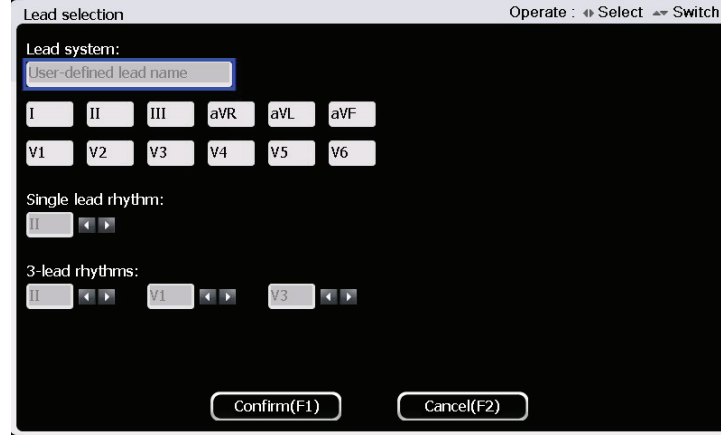 Lead selection Operate : Select Switch
Lead system:
User-defined lead name
I II III aVR aVL aVF
V1 V2 V3 V4 V5 V6
Single lead rhythm:
II
3-lead rhythms:
II V1 V3
Confirm(F1) Cancel(F2)